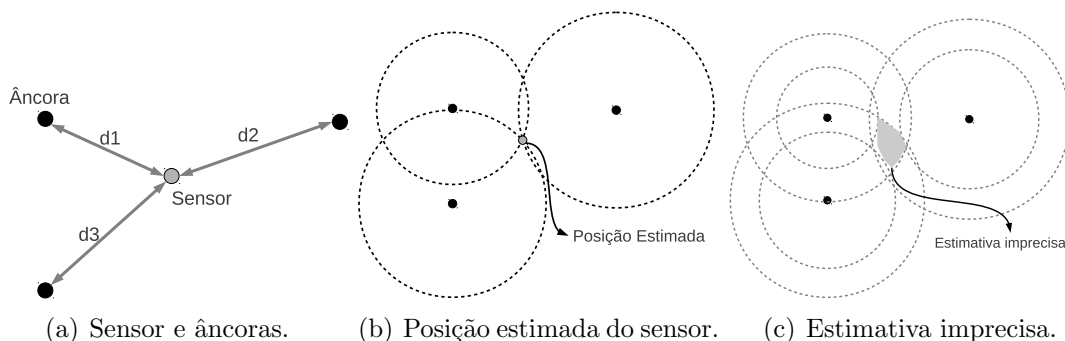 Âncora
d1
d2
Sensor
d3
(a) Sensor e âncoras.
Posição Estimada
(b) Posição estimada do sensor.
Estimativa imprecisa
(c) Estimativa imprecisa.